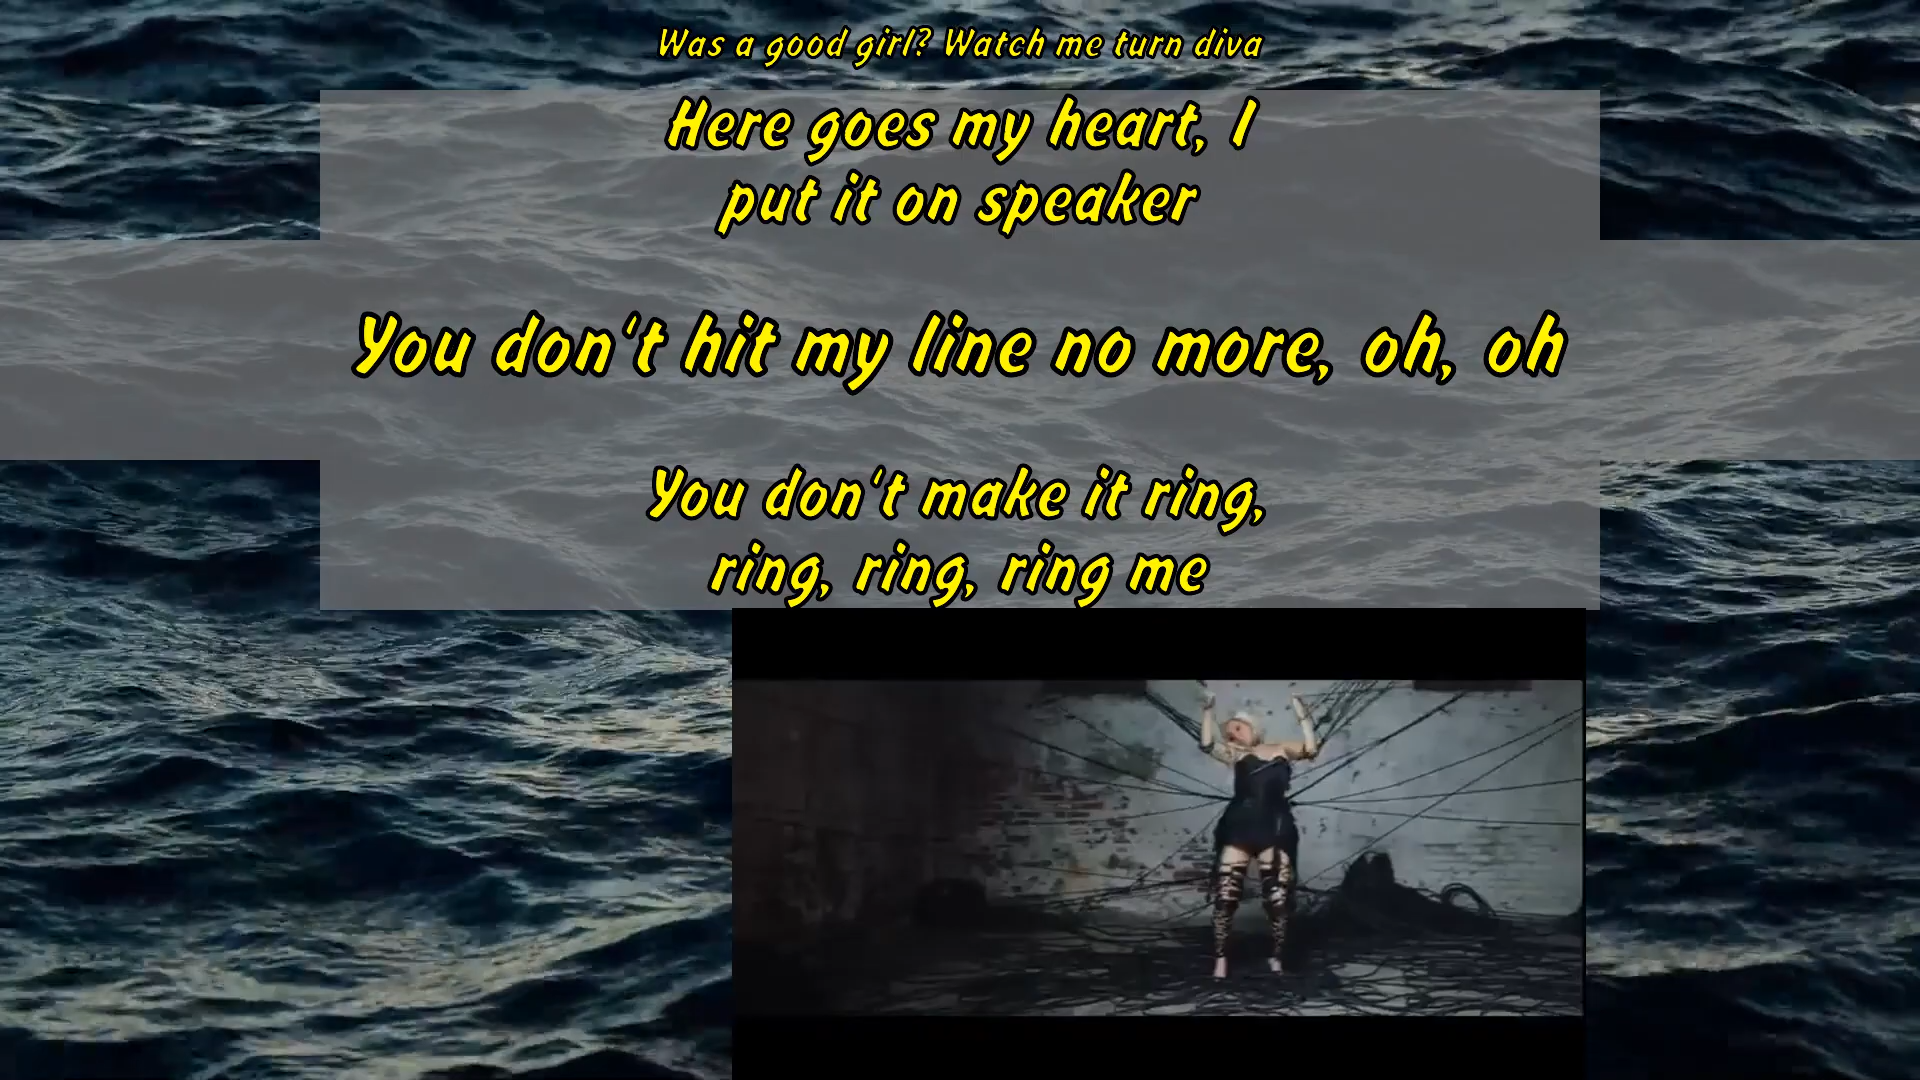 Was a good girl? Watch me turn diva
Here goes my heart, I
put it on speaker
You don't hit my line no more, oh, oh
You don't make it ring,
ring, ring, ring me